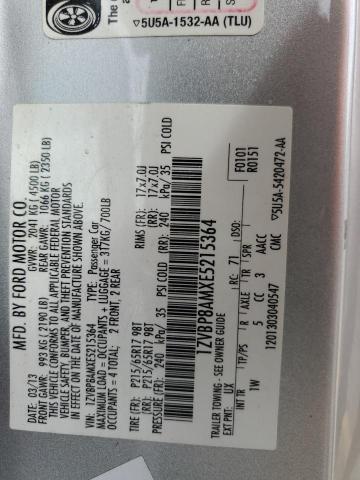 The c
▽5U5A-1532-AA (TLU)
MFD. BY FORD MOTOR CO.
DATE: 03/13 GVWR: 2041 KG ( 4500 LB)
FRONT GAWR: 993 KG ( 2190 LB) REAR GAWR: 1066 KG ( 2350 LB)
THIS VEHICLE CONFORMS TO ALL APPLICABLE FEDERAL MOTOR
VEHICLE SAFETY, BUMPER, AND THEFT PREVENTION STANDARDS
IN EFFECT ON THE DATE OF MANUFACTURE SHOWN ABOVE.
VIN: 1ZVBP8AMXE5215364 TYPE: Passenger Car
MAXIMUM LOAD = OCCUPANTS + LUGGAGE = 317KG/700LB
OCCUPANTS = 4 TOTAL: 2 FRONT, 2 REAR
TIRE (FR): P215/65R17 98T RIMS (FR): 17x7.0J
(RR): P215/65R17 98T (RR): 17x7.0J
PRESSURE (FR): 240 kPa/ 35 PSI COLD (RR): 240 kPa/ 35 PSI COLD
1ZVBP8AMXE5215364
TRAILER TOWING - SEE OWNER GUIDE
EXT PNT: UX RC: 71 DSO: F0101
R0151
INT TR TP/PS R AXLE TR SPR
1W 5 CC 3 AACC
1201303040547 CMC ▽5U5A-5420472-AA